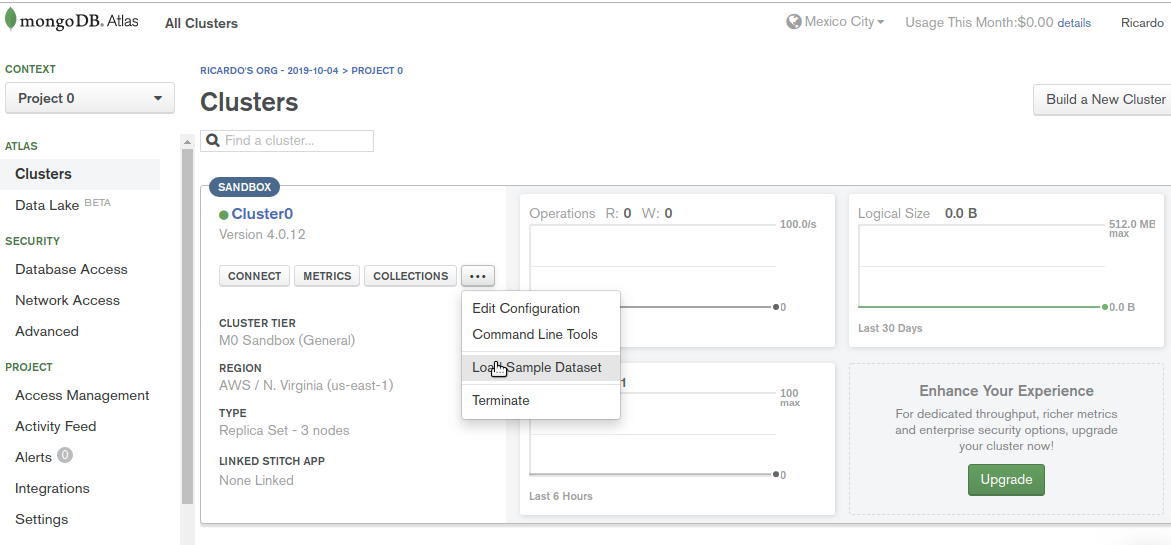 mongoDB. Atlas
All Clusters
Mexico City
Usage This Month:$0.00 details
Ricardo
CONTEXT
Project 0
ATLAS
Clusters
Data Lake BETA
SECURITY
Database Access
Network Access
Advanced
PROJECT
Access Management
Activity Feed
Alerts 0
Integrations
Settings
RICARDO'S ORG - 2019-10-04 > PROJECT 0
Clusters
Build a New Cluster
Find a cluster...
SANDBOX
Cluster0
Version 4.0.12
CONNECT
METRICS
COLLECTIONS
...
Edit Configuration
Command Line Tools
Load Sample Dataset
Terminate
CLUSTER TIER
M0 Sandbox (General)
REGION
AWS / N. Virginia (us-east-1)
TYPE
Replica Set - 3 nodes
LINKED STITCH APP
None Linked
Operations R: 0 W: 0
100.0/s
0
Logical Size 0.0 B
512.0 MB
max
0.0 B
Last 30 Days
1
100
max
0
Last 6 Hours
Enhance Your Experience
For dedicated throughput, richer metrics
and enterprise security options, upgrade
your cluster now!
Upgrade